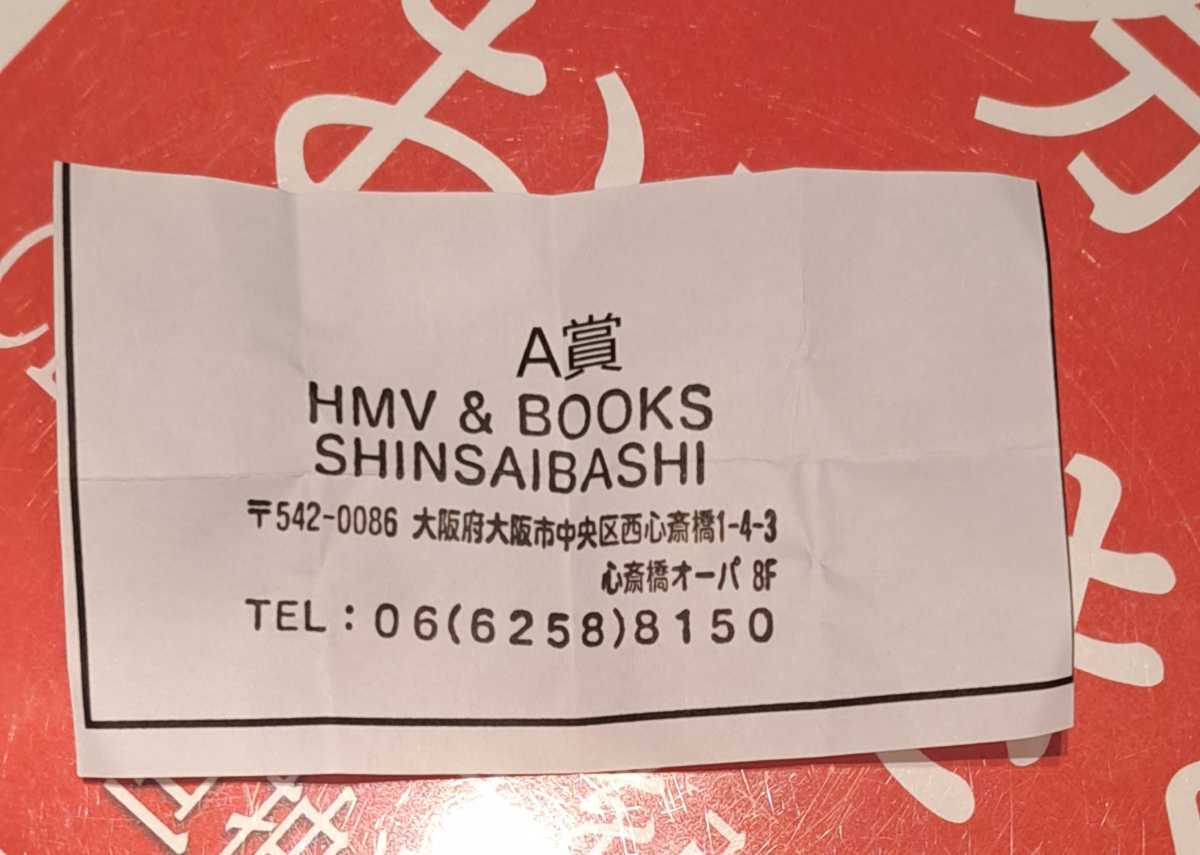 A賞
HMV & BOOKS
SHINSAIBASHI
〒542-0086 大阪府大阪市中央区西心斎橋1-4-3
心斎橋オーパ 8F
TEL：06(6258)8150